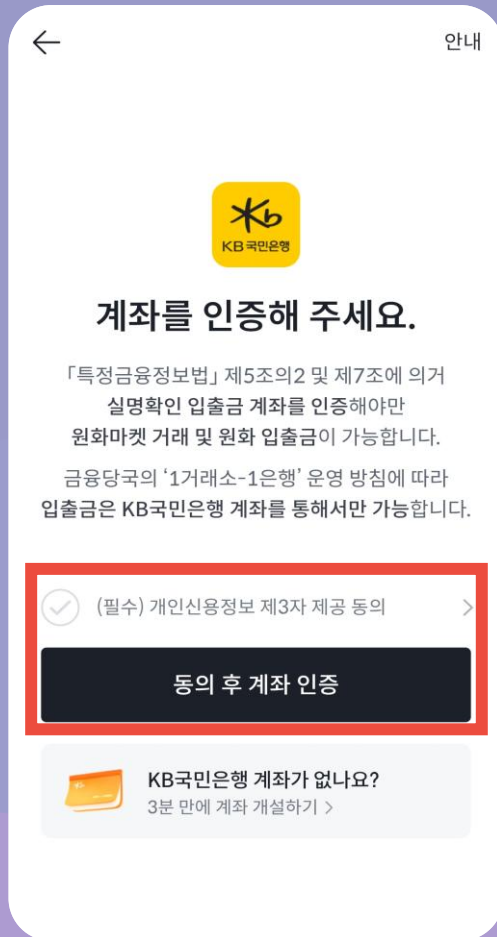 안내
KB국민은행
계좌를 인증해 주세요.
「특정금융정보법」 제5조의2 및 제7조에 의거
실명확인 입출금 계좌를 인증해야만
원화마켓 거래 및 원화 입출금이 가능합니다.
금융당국의 ‘1거래소-1은행’ 운영 방침에 따라
입출금은 KB국민은행 계좌를 통해서만 가능합니다.
(필수) 개인신용정보 제3자 제공 동의
동의 후 계좌 인증
KB국민은행 계좌가 없나요?
3분 만에 계좌 개설하기 >